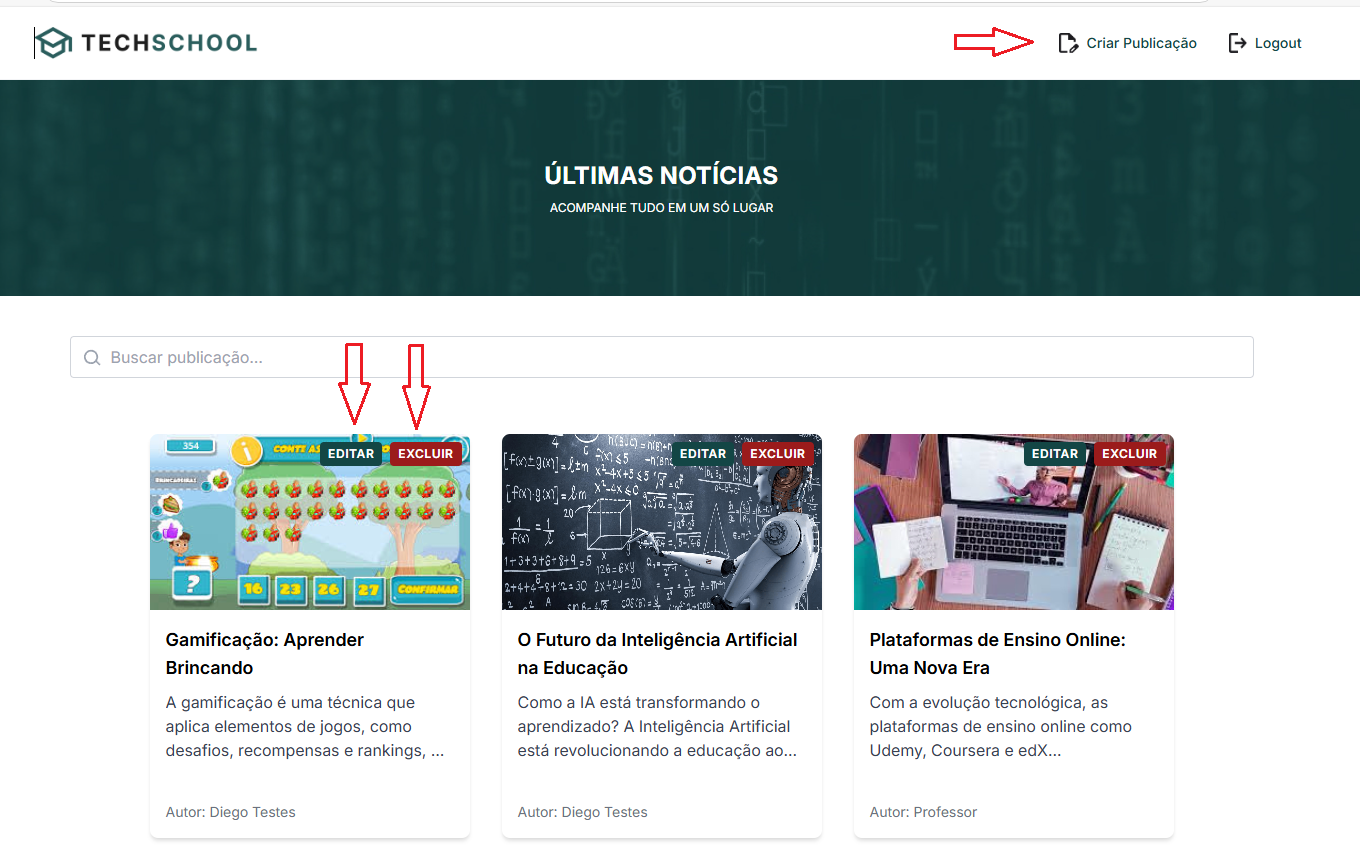 TECHSCHOOL
Criar Publicação
Logout
ÚLTIMAS NOTÍCIAS
ACOMPANHE TUDO EM UM SÓ LUGAR
Buscar publicação...
354
CONTE AS
EDITAR
EXCLUIR
BRINCADEIRA1
?
16
23
26
27
CONFIRMAR
Gamificação: Aprender
Brincando
A gamificação é uma técnica que
aplica elementos de jogos, como
desafios, recompensas e rankings, ...
Autor: Diego Testes
EDITAR
EXCLUIR
O Futuro da Inteligência Artificial
na Educação
Como a IA está transformando o
aprendizado? A Inteligência Artificial
está revolucionando a educação ao...
Autor: Diego Testes
EDITAR
EXCLUIR
Plataformas de Ensino Online:
Uma Nova Era
Com a evolução tecnológica, as
plataformas de ensino online como
Udemy, Coursera e edX...
Autor: Professor